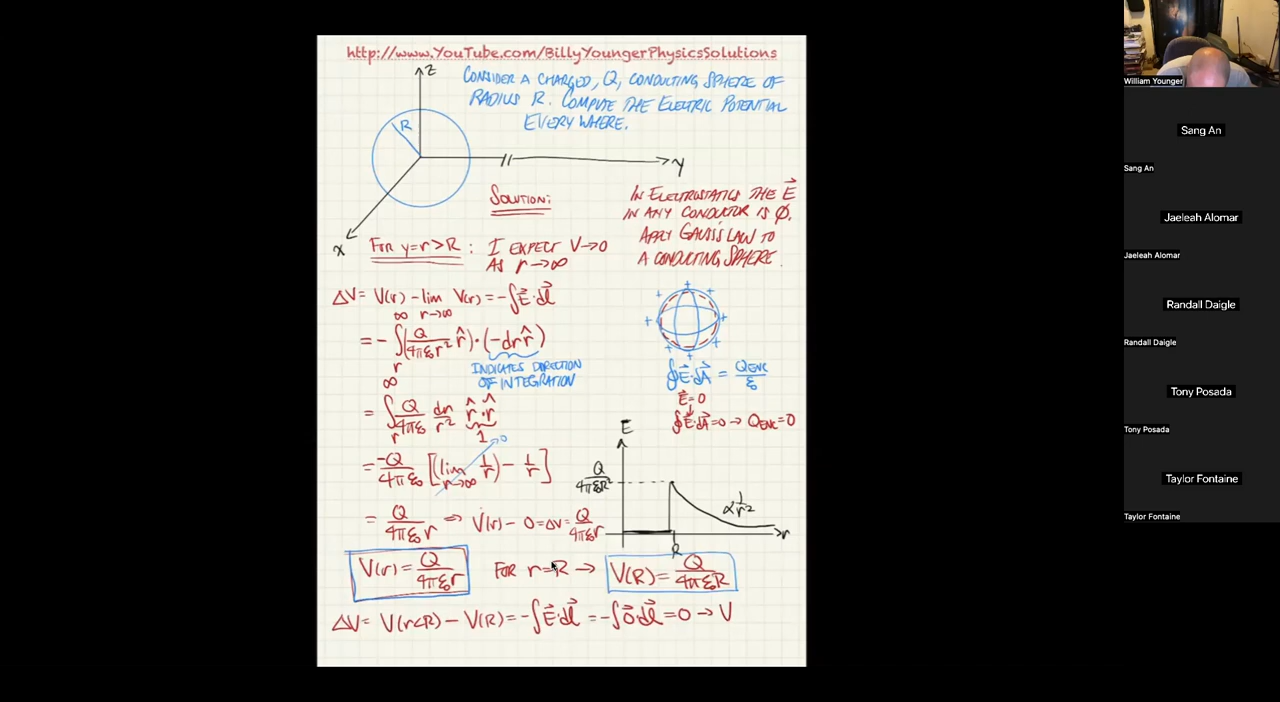 http://www.YouTube.com/BillyYoungerPhysicsSolutions
CONSIDER A CHARGED, Q, CONDUCTING SPHERE OF
RADIUS R. COMPUTE THE ELECTRIC POTENTIAL
EVERYWHERE.
z
R
y
x
SOLUTION:
IN ELECTROSTATICS THE E⃗
IN ANY CONDUCTOR IS Ø.
APPLY GAUSS'S LAW TO
A CONDUCTING SPHERE.
FOR y=r>R : I EXPECT V→0
AS r→∞
ΔV = V(r) - lim V(r) = -∫E⃗·dl⃗
∞ r→∞
= -∫(Q/4πε₀r² r̂)·(-dr r̂)
r
∞
INDICATES DIRECTION
OF INTEGRATION
= ∫ Q/4πε₀ dr/r² r̂·r̂
r
1
0
= -Q/4πε₀ [(lim 1/r) - 1/r]
r→∞
= Q/4πε₀r ⇒ V(r) - 0 = ΔV = Q/4πε₀r
V(r) = Q/4πε₀r
FOR r=R →
V(R) = Q/4πε₀R
ΔV = V(r<R) - V(R) = -∫E⃗·dl⃗ = -∫0⃗·dl⃗ = 0 → V
+ + + + + + + +
∮E⃗·dA⃗ = QENC/ε₀
E⃗=0
∮E⃗·dA⃗=0 → QENC=0
E
Q/4πε₀R²
α 1/r²
r
R
William Younger
Sang An
Sang An
Jaeleah Alomar
Jaeleah Alomar
Randall Daigle
Randall Daigle
Tony Posada
Tony Posada
Taylor Fontaine
Taylor Fontaine